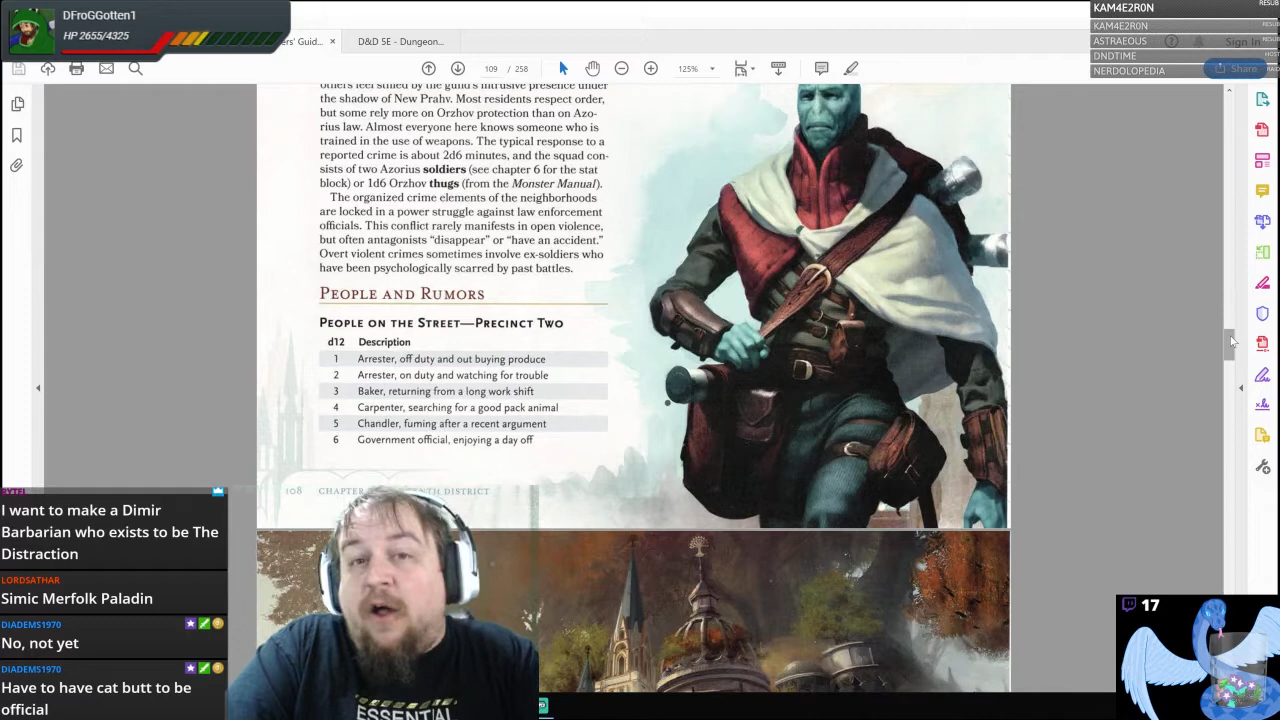 DFroGGotten1
HP 2655/4325
ers' Guid...
D&D 5E - Dungeon...
KAM4E2R0N
RESUB
KAM4E2R0N
RESUB
ASTRAEOUS
RESUB
DNDTIME
HOST
NERDOLOPEDIA
Sign In
Share
109 / 258
125%
others feel stifled by the guild's intrusive presence under
the shadow of New Prahv. Most residents respect order,
but some rely more on Orzhov protection than on Azo-
rius law. Almost everyone here knows someone who is
trained in the use of weapons. The typical response to a
reported crime is about 2d6 minutes, and the squad con-
sists of two Azorius soldiers (see chapter 6 for the stat
block) or 1d6 Orzhov thugs (from the Monster Manual).
The organized crime elements of the neighborhoods
are locked in a power struggle against law enforcement
officials. This conflict rarely manifests in open violence,
but often antagonists “disappear” or “have an accident.”
Overt violent crimes sometimes involve ex-soldiers who
have been psychologically scarred by past battles.
PEOPLE AND RUMORS
PEOPLE ON THE STREET—PRECINCT TWO
d12 Description
1 Arrester, off duty and out buying produce
2 Arrester, on duty and watching for trouble
3 Baker, returning from a long work shift
4 Carpenter, searching for a good pack animal
5 Chandler, fuming after a recent argument
6 Government official, enjoying a day off
108 CHAPTER DISTRICT
I want to make a Dimir
Barbarian who exists to be The
Distraction
LORDSATHAR
Simic Merfolk Paladin
DIADEMS1970
No, not yet
DIADEMS1970
Have to have cat butt to be
official
ESSENTIAL
17